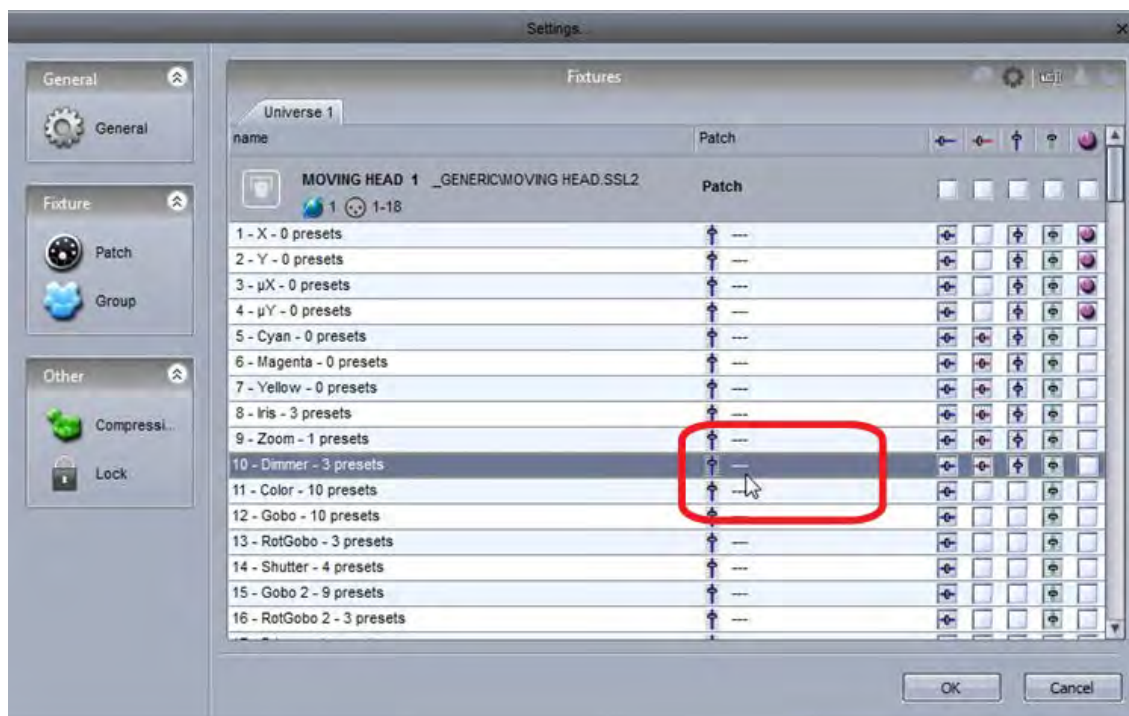 Settings...
General
General
Fixture
Patch
Group
Other
Compressi...
Lock
Fixtures
Universe 1
name Patch
MOVING HEAD 1 _GENERIC\MOVING HEAD.SSL2 Patch
1 1-18
1 - X - 0 presets ---
2 - Y - 0 presets ---
3 - µX - 0 presets ---
4 - µY - 0 presets ---
5 - Cyan - 0 presets ---
6 - Magenta - 0 presets ---
7 - Yellow - 0 presets ---
8 - Iris - 3 presets ---
9 - Zoom - 1 presets ---
10 - Dimmer - 3 presets ---
11 - Color - 10 presets ---
12 - Gobo - 10 presets ---
13 - RotGobo - 3 presets ---
14 - Shutter - 4 presets ---
15 - Gobo 2 - 9 presets ---
16 - RotGobo 2 - 3 presets ---
OK Cancel